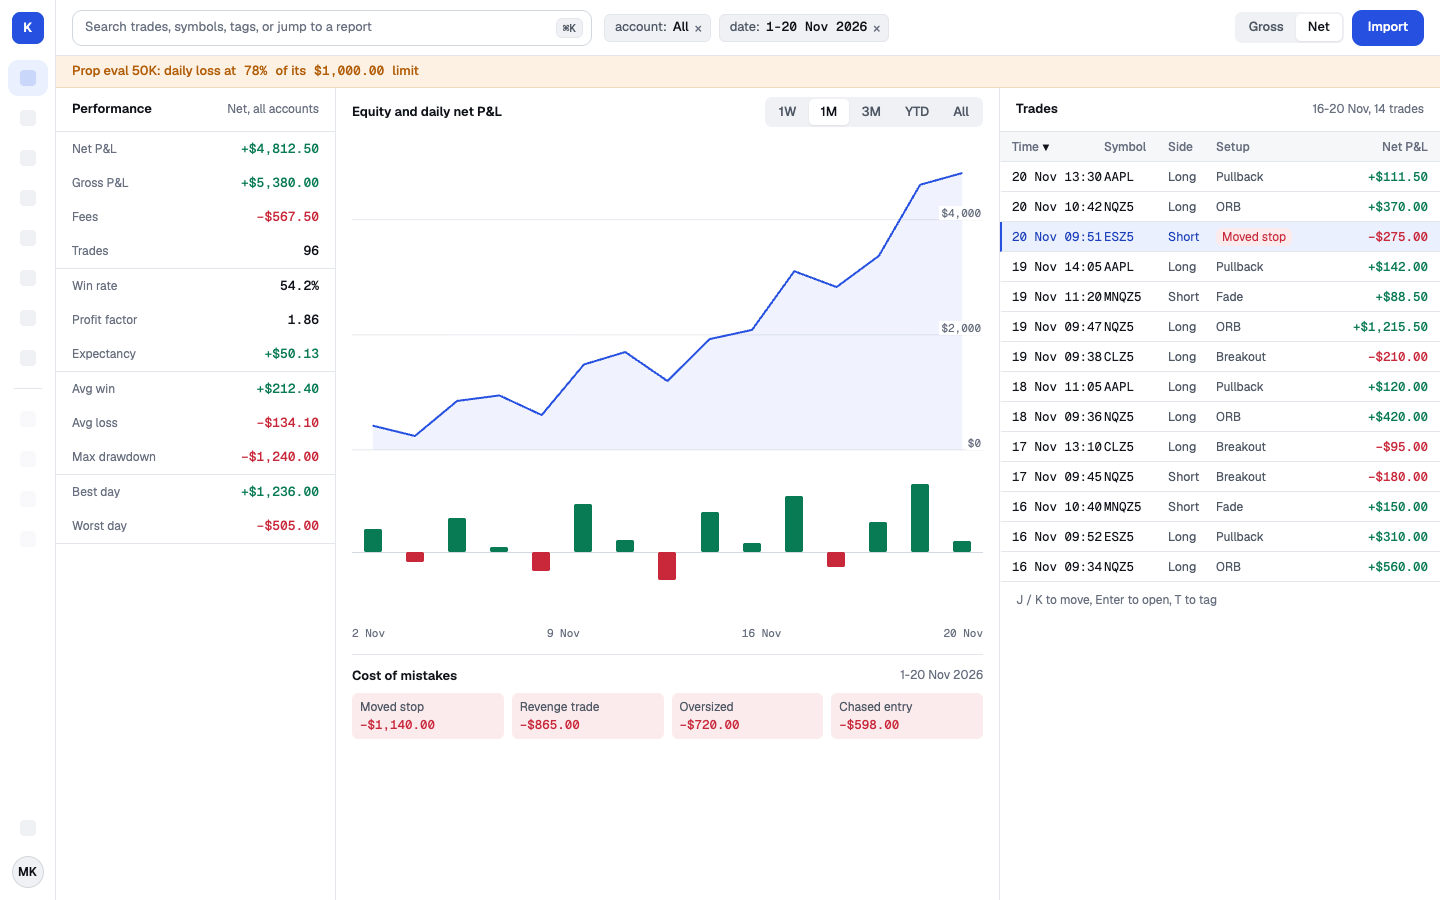 K
Search trades, symbols, tags, or jump to a report ⌘K
account: All ×
date: 1-20 Nov 2026 ×
Gross Net
Import
Prop eval 50K: daily loss at 78% of its $1,000.00 limit
Performance Net, all accounts
Net P&L +$4,812.50
Gross P&L +$5,380.00
Fees −$567.50
Trades 96
Win rate 54.2%
Profit factor 1.86
Expectancy +$50.13
Avg win +$212.40
Avg loss −$134.10
Max drawdown −$1,240.00
Best day +$1,236.00
Worst day −$505.00
MK
Equity and daily net P&L
1W 1M 3M YTD All
$4,000
$2,000
$0
2 Nov 9 Nov 16 Nov 20 Nov
Cost of mistakes 1-20 Nov 2026
Moved stop
−$1,140.00
Revenge trade
−$865.00
Oversized
−$720.00
Chased entry
−$598.00
Trades 16-20 Nov, 14 trades
Time ▾ Symbol Side Setup Net P&L
20 Nov 13:30 AAPL Long Pullback +$111.50
20 Nov 10:42 NQZ5 Long ORB +$370.00
20 Nov 09:51 ESZ5 Short Moved stop −$275.00
19 Nov 14:05 AAPL Long Pullback +$142.00
19 Nov 11:20 MNQZ5 Short Fade +$88.50
19 Nov 09:47 NQZ5 Long ORB +$1,215.50
19 Nov 09:38 CLZ5 Long Breakout −$210.00
18 Nov 11:05 AAPL Long Pullback +$120.00
18 Nov 09:36 NQZ5 Long ORB +$420.00
17 Nov 13:10 CLZ5 Long Breakout −$95.00
17 Nov 09:45 NQZ5 Short Breakout −$180.00
16 Nov 10:40 MNQZ5 Short Fade +$150.00
16 Nov 09:52 ESZ5 Long Pullback +$310.00
16 Nov 09:34 NQZ5 Long ORB +$560.00
J / K to move, Enter to open, T to tag